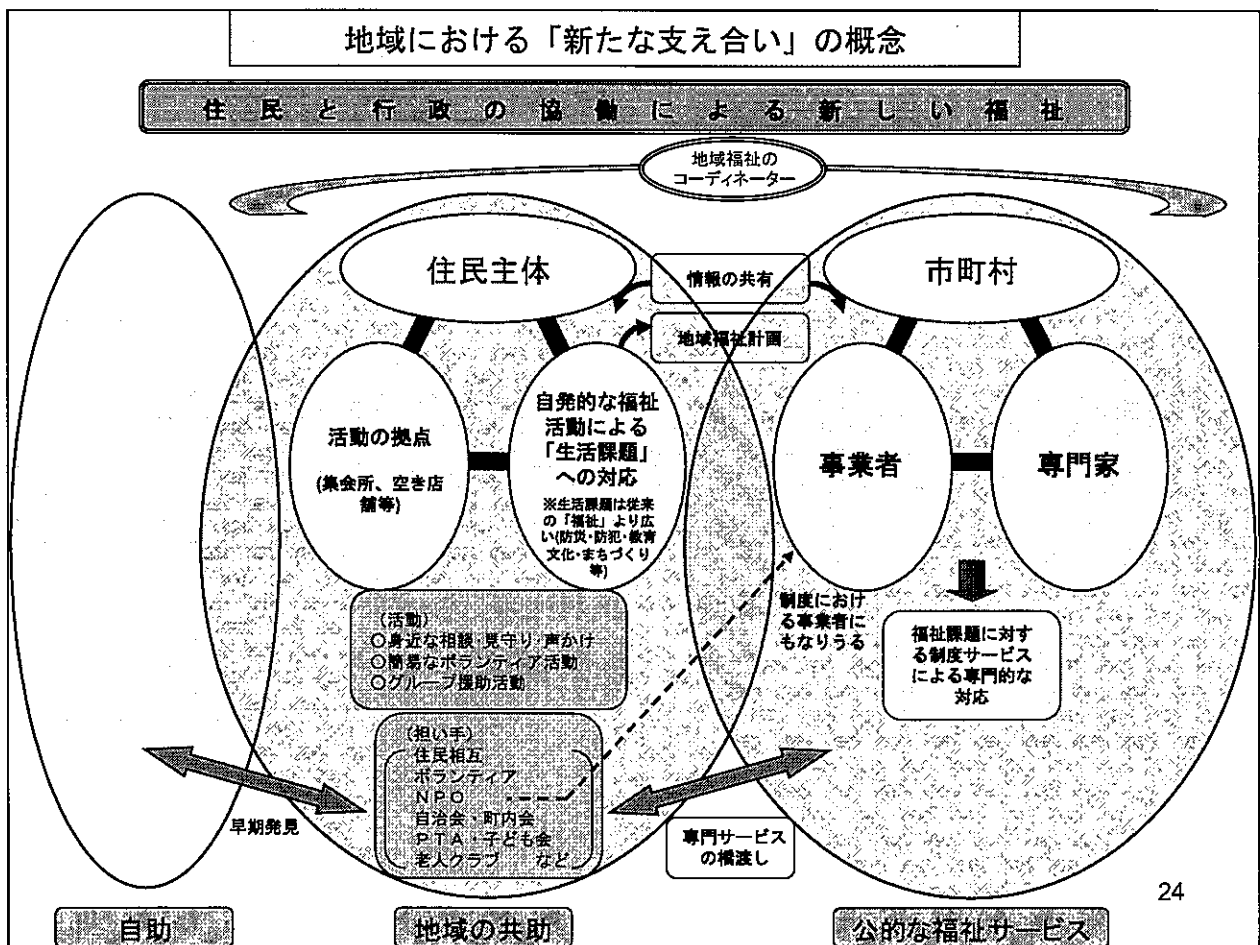 地域における「新たな支え合い」の概念
住民と行政の協働による新しい福祉
地域福祉の
コーディネーター
住民主体
情報の共有
地域福祉計画
市町村
活動の拠点
(集会所、空き店
舗等)
自発的な福祉
活動による
「生活課題」
への対応
※生活課題は従来
の「福祉」より広
い(防災・防犯・教育
文化・まちづくり
等)
事業者
専門家
制度におけ
る事業者に
もなりうる
福祉課題に対す
る制度サービス
による専門的な
対応
(活動)
○身近な相談・見守り・声かけ
○簡易なボランティア活動
○グループ援助活動
(担い手)
住民相互
ボランティア
NPO
自治会・町内会
PTA・子ども会
老人クラブ など
早期発見
専門サービス
の橋渡し
24
自助
地域の共助
公的な福祉サービス